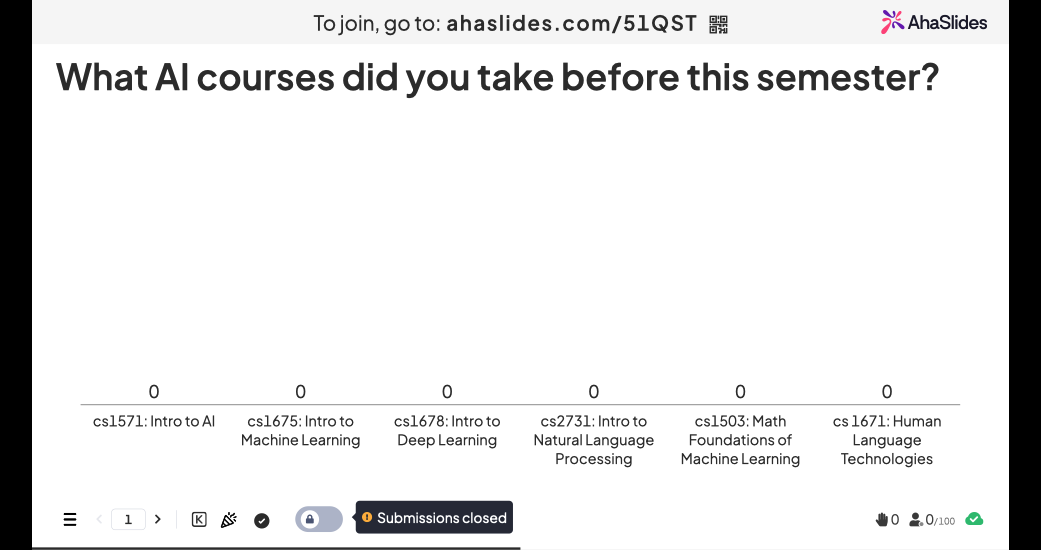 To join, go to: ahaslides.com/51QST
AhaSlides
What AI courses did you take before this semester?
0 0 0 0 0 0
cs1571: Intro to AI
cs1675: Intro to
Machine Learning
cs1678: Intro to
Deep Learning
cs2731: Intro to
Natural Language
Processing
cs1503: Math
Foundations of
Machine Learning
cs 1671: Human
Language
Technologies
1
K
Submissions closed
0
0/100